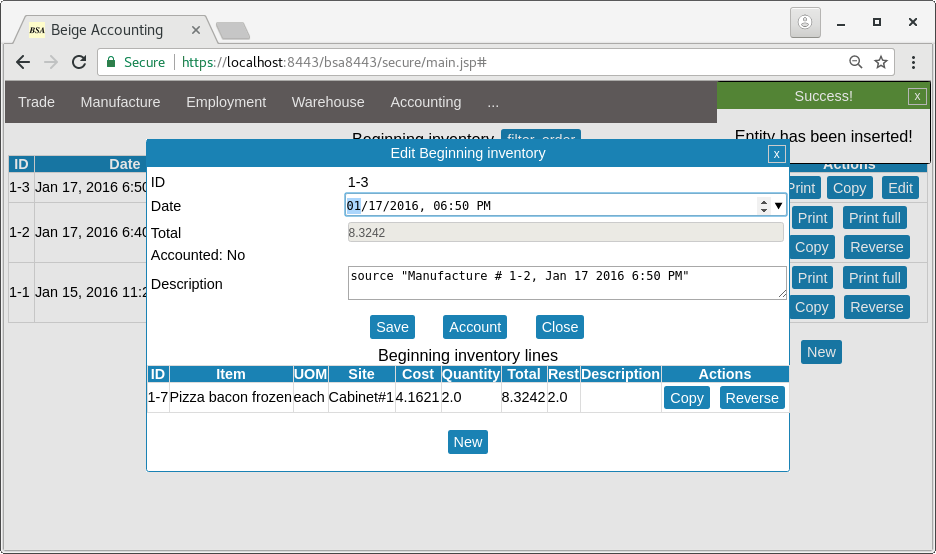 BSA Beige Accounting
Secure https://localhost:8443/bsa8443/secure/main.jsp#
Trade Manufacture Employment Warehouse Accounting ...
Success! x
Entity has been inserted!
Beginning inventory filter, order
ID Date Actions
1-3 Jan 17, 2016 6:50 Print Copy Edit
1-2 Jan 17, 2016 6:40 Print Print full
Copy Reverse
1-1 Jan 15, 2016 11:2 Print Print full
Copy Reverse
New
Edit Beginning inventory x
ID 1-3
Date 01/17/2016, 06:50 PM
Total 8.3242
Accounted: No
Description source "Manufacture # 1-2, Jan 17 2016 6:50 PM"
Save Account Close
Beginning inventory lines
ID Item UOM Site Cost Quantity Total Rest Description Actions
1-7 Pizza bacon frozen each Cabinet#1 4.1621 2.0 8.3242 2.0 Copy Reverse
New